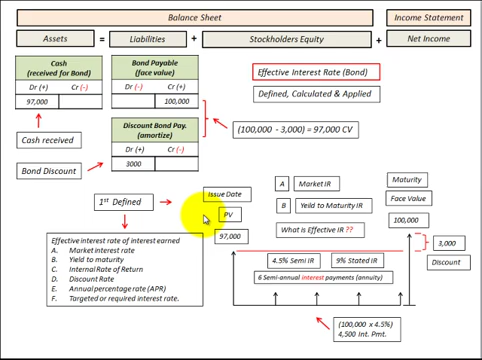 Balance Sheet
Income Statement
Assets
=
Liabilities
+
Stockholders Equity
+
Net Income
Cash
(received for Bond)
Dr (+) Cr (-)
97,000
Bond Payable
(face value)
Dr (-) Cr (+)
100,000
Effective Interest Rate (Bond)
Defined, Calculated & Applied
Discount Bond Pay.
(amortize)
Dr (+) Cr (-)
3000
(100,000 - 3,000) = 97,000 CV
Cash received
Bond Discount
1st Defined
Issue Date
PV
97,000
A Market IR
B Yeild to Maturity IR
What is Effective IR ??
Maturity
Face Value
100,000
3,000
Discount
Effective interest rate of interest earned
A. Market interest rate
B. Yield to maturity
C. Internal Rate of Return
D. Discount Rate
E. Annual percentage rate (APR)
F. Targeted or required interest rate.
4.5% Semi IR
9% Stated IR
6 Semi-annual interest payments (annuity)
(100,000 x 4.5%)
4,500 Int. Pmt.